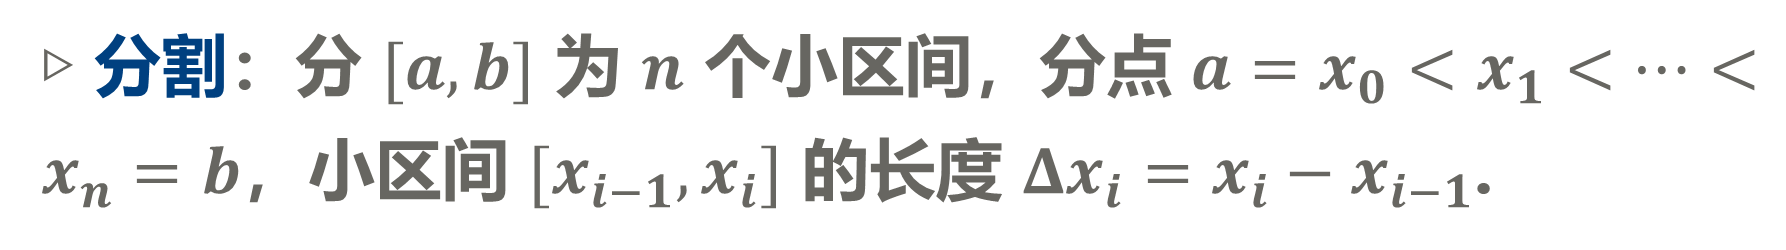 ▷ 分割：分 [a, b] 为 n 个小区间，分点 a = x₀ < x₁ < ⋯ <
xₙ = b，小区间 [xᵢ₋₁, xᵢ] 的长度 Δxᵢ = xᵢ − xᵢ₋₁.